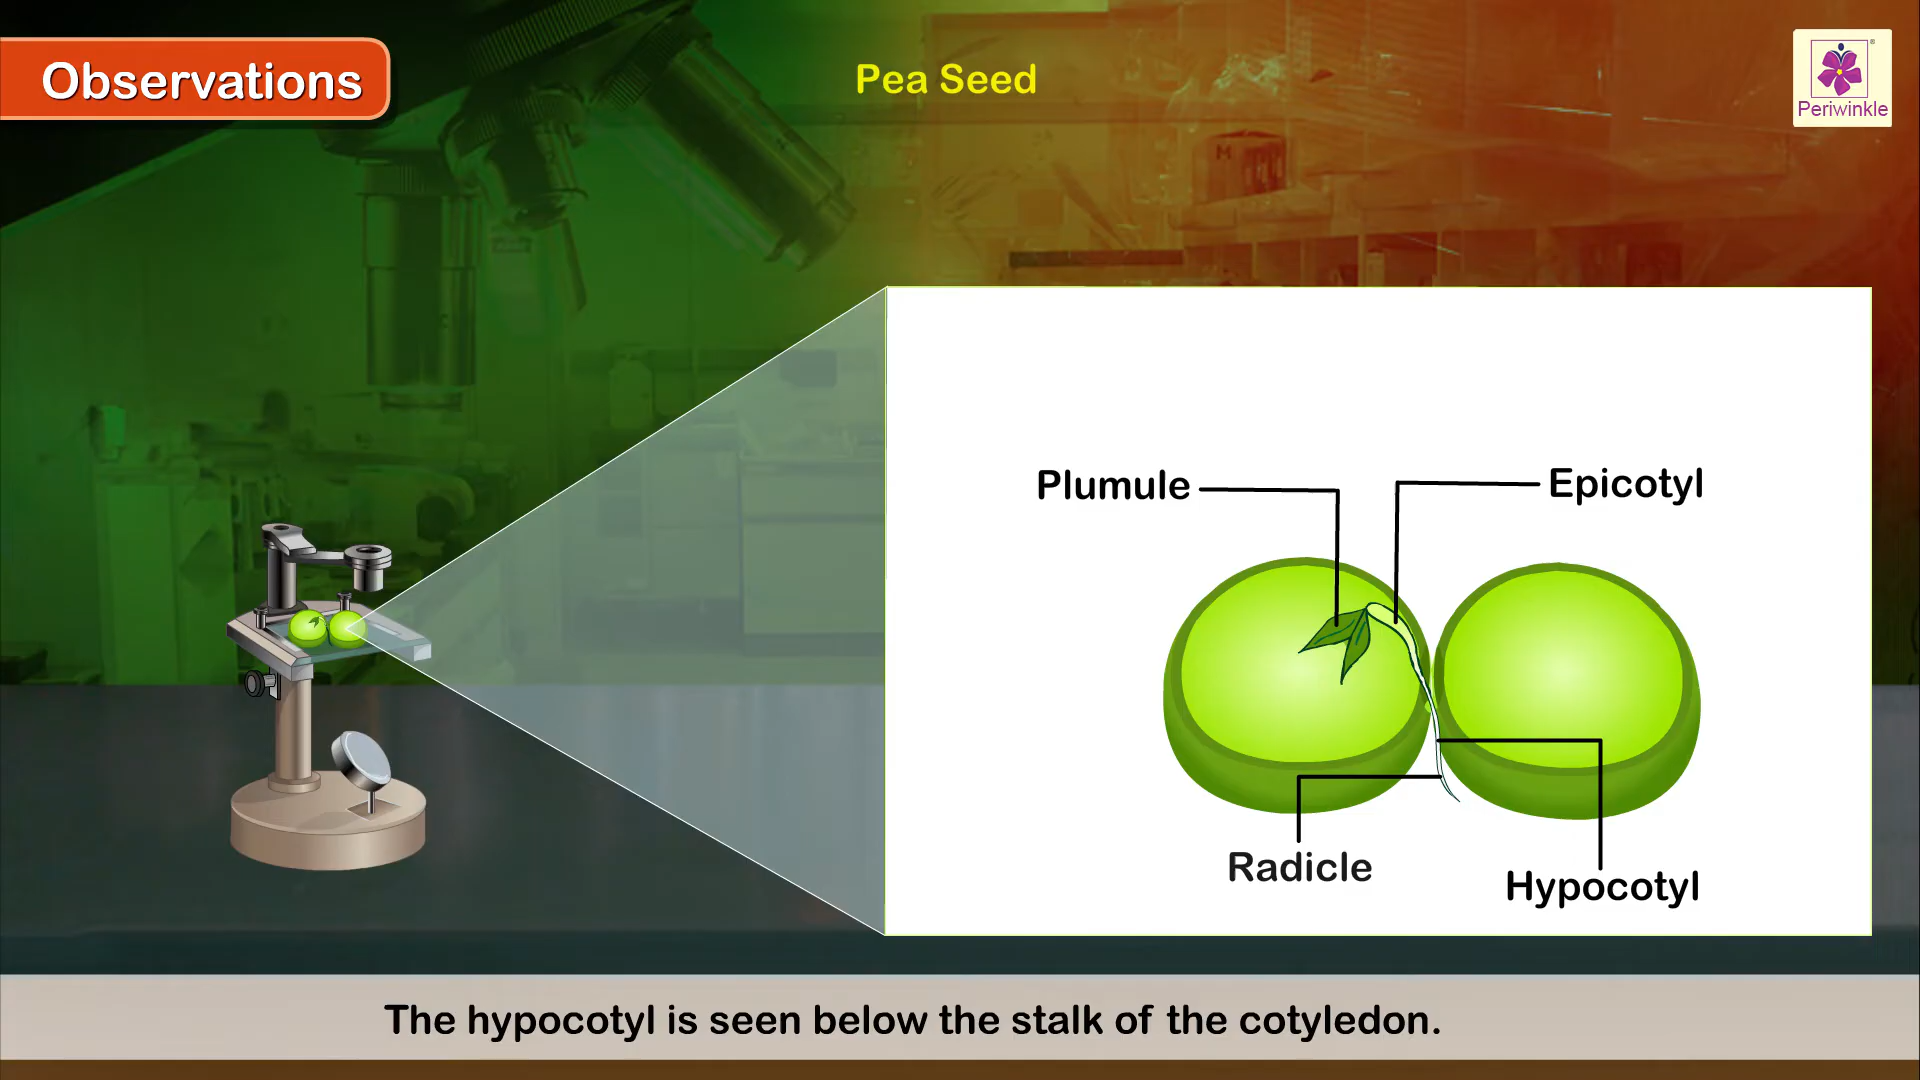 Observations
Pea Seed
Periwinkle
Plumule
Epicotyl
Radicle
Hypocotyl
The hypocotyl is seen below the stalk of the cotyledon.